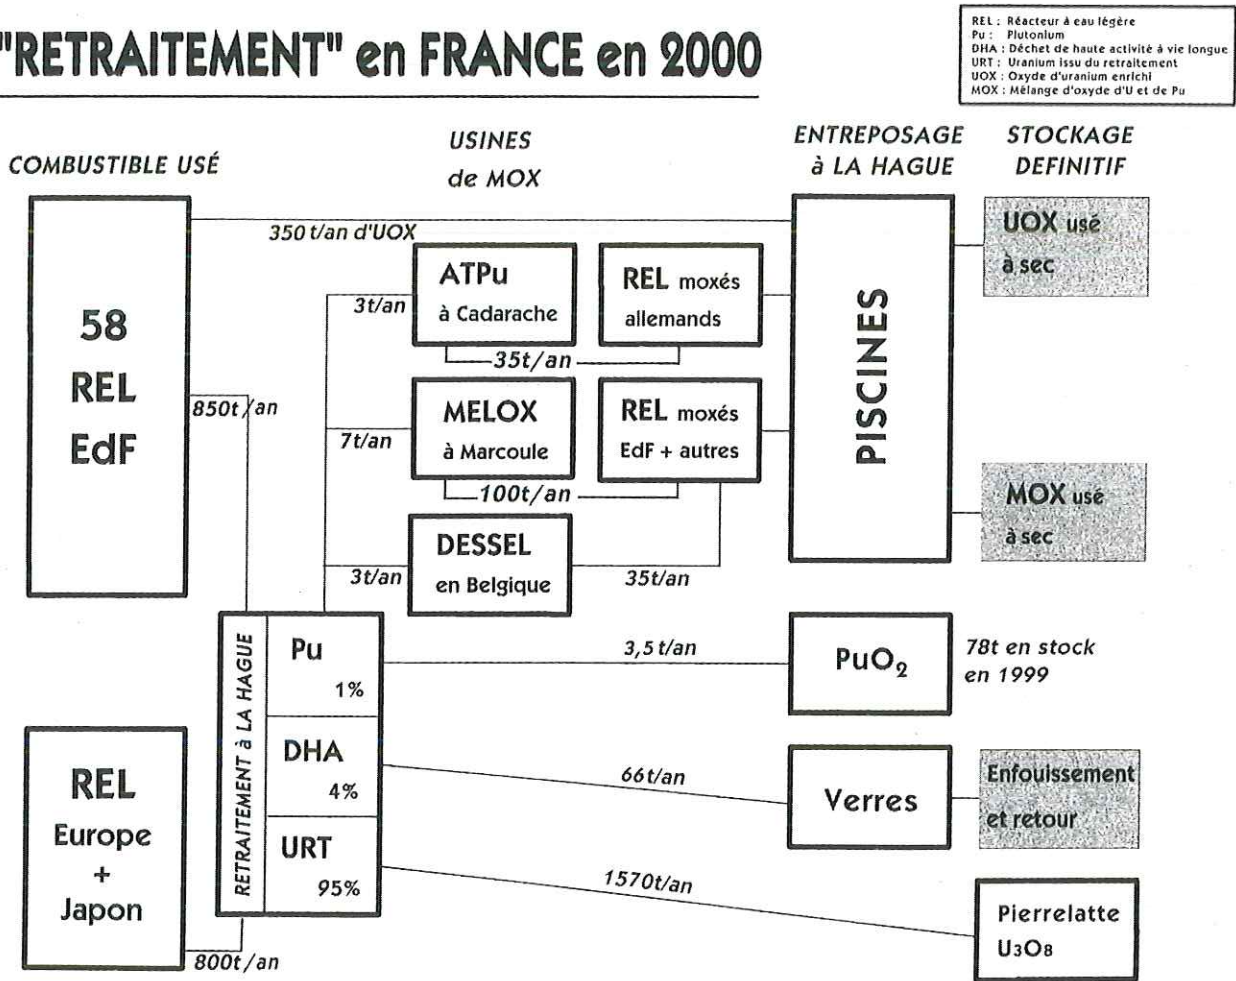 "RETRAITEMENT" en FRANCE en 2000
REL : Réacteur à eau légère
Pu : Plutonium
DHA : Déchet de haute activité à vie longue
URT : Uranium issu du retraitement
UOX : Oxyde d'uranium enrichi
MOX : Mélange d'oxyde d'U et de Pu
COMBUSTIBLE USÉ
USINES
de MOX
ENTREPOSAGE
à LA HAGUE
STOCKAGE
DEFINITIF
58
REL
EdF
350 t/an d'UOX
850t/an
3t/an
ATPu
à Cadarache
REL moxés
allemands
35t/an
7t/an
MELOX
à Marcoule
REL moxés
EdF + autres
100t/an
3t/an
DESSEL
en Belgique
35t/an
PISCINES
UOX usé
à sec
MOX usé
à sec
REL
Europe
+
Japon
800t/an
RETRAITEMENT à LA HAGUE
Pu
1%
DHA
4%
URT
95%
3,5 t/an
PuO2
78t en stock
en 1999
66t/an
Verres
Enfouissement
et retour
1570t/an
Pierrelatte
U3O8